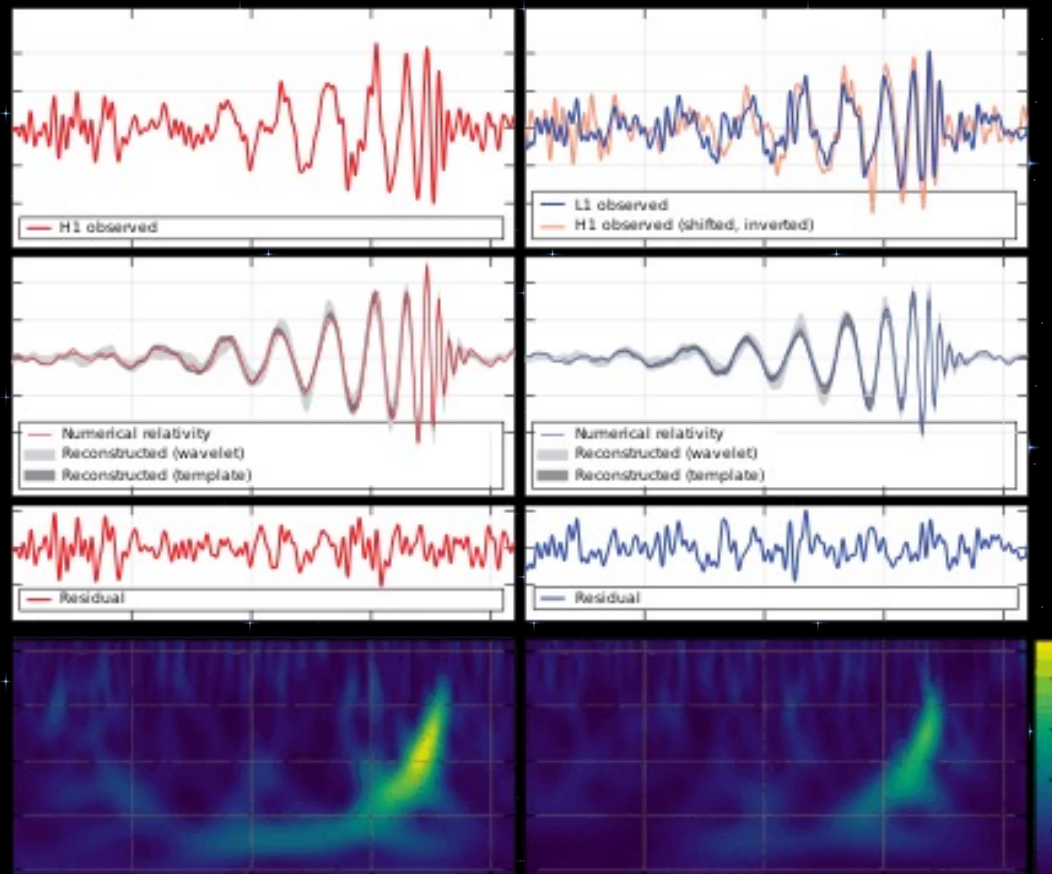 H1 observed
L1 observed
H1 observed (shifted, inverted)
Numerical relativity
Reconstructed (wavelet)
Reconstructed (template)
Numerical relativity
Reconstructed (wavelet)
Reconstructed (template)
Residual
Residual